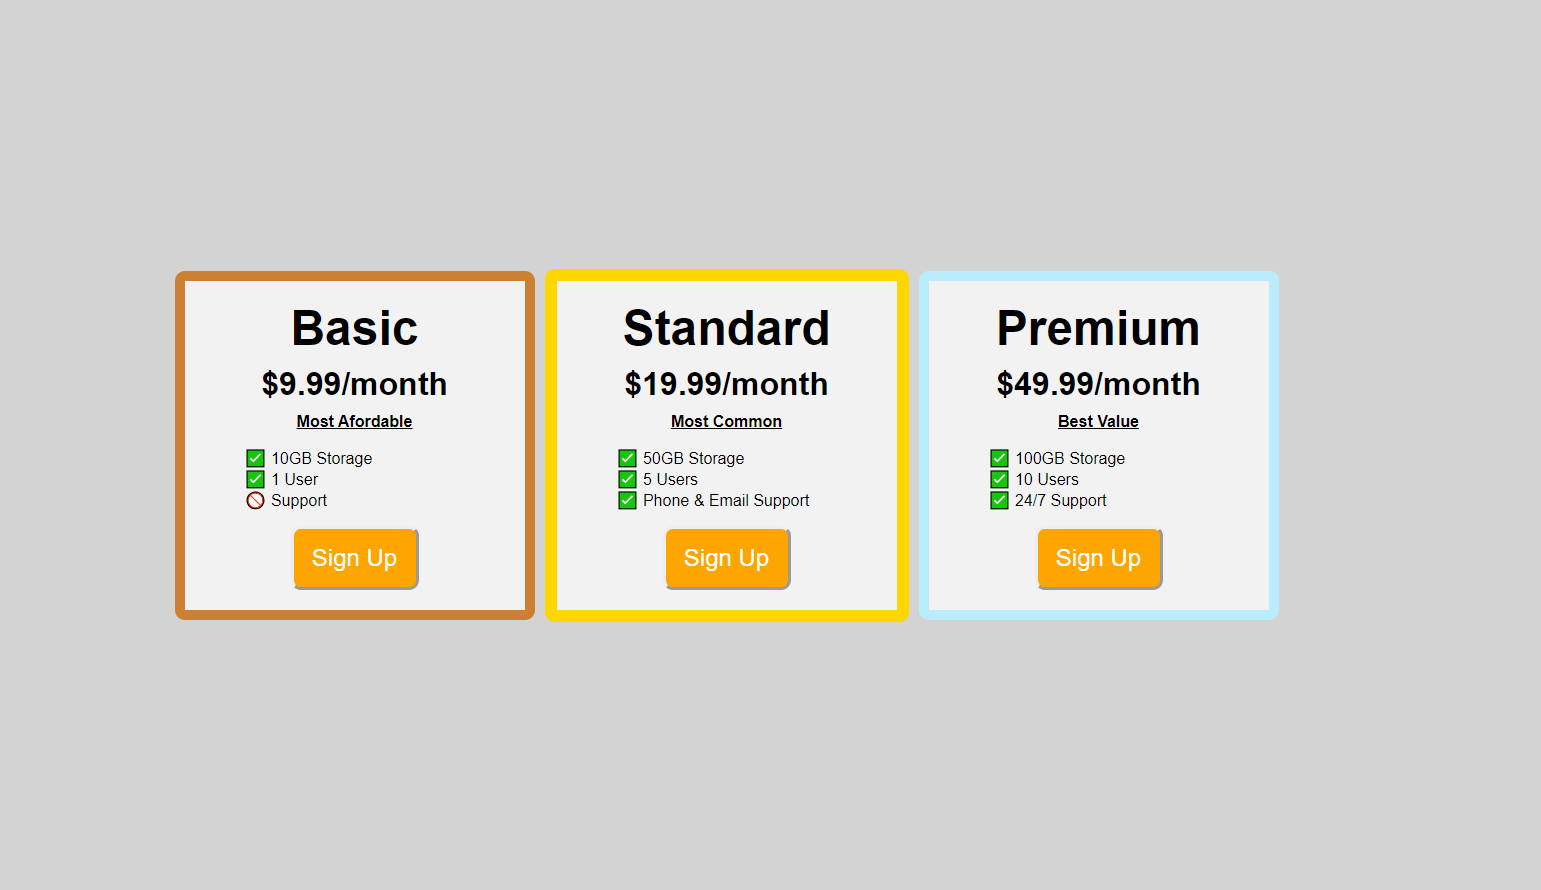 Basic
$9.99/month
Most Afordable
10GB Storage
1 User
Support
Sign Up
Standard
$19.99/month
Most Common
50GB Storage
5 Users
Phone & Email Support
Sign Up
Premium
$49.99/month
Best Value
100GB Storage
10 Users
24/7 Support
Sign Up